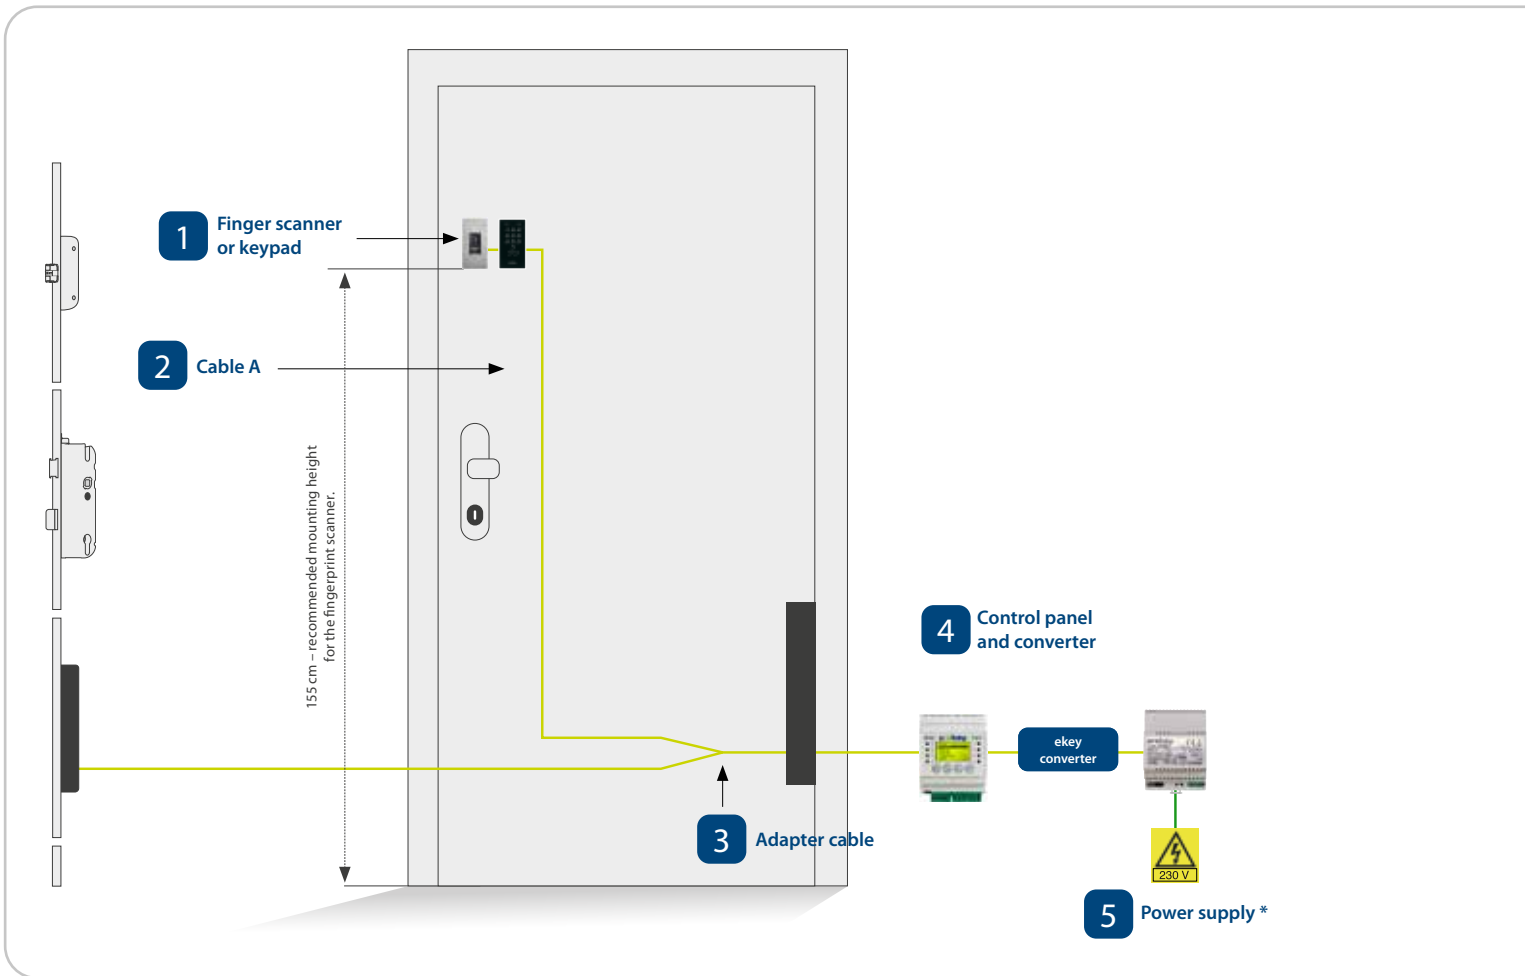 1
Finger scanner
or keypad
2
Cable A
155 cm – recommended mounting height
for the fingerprint scanner.
4
Control panel
and converter
ekey
converter
3
Adapter cable
230 V
5
Power supply *